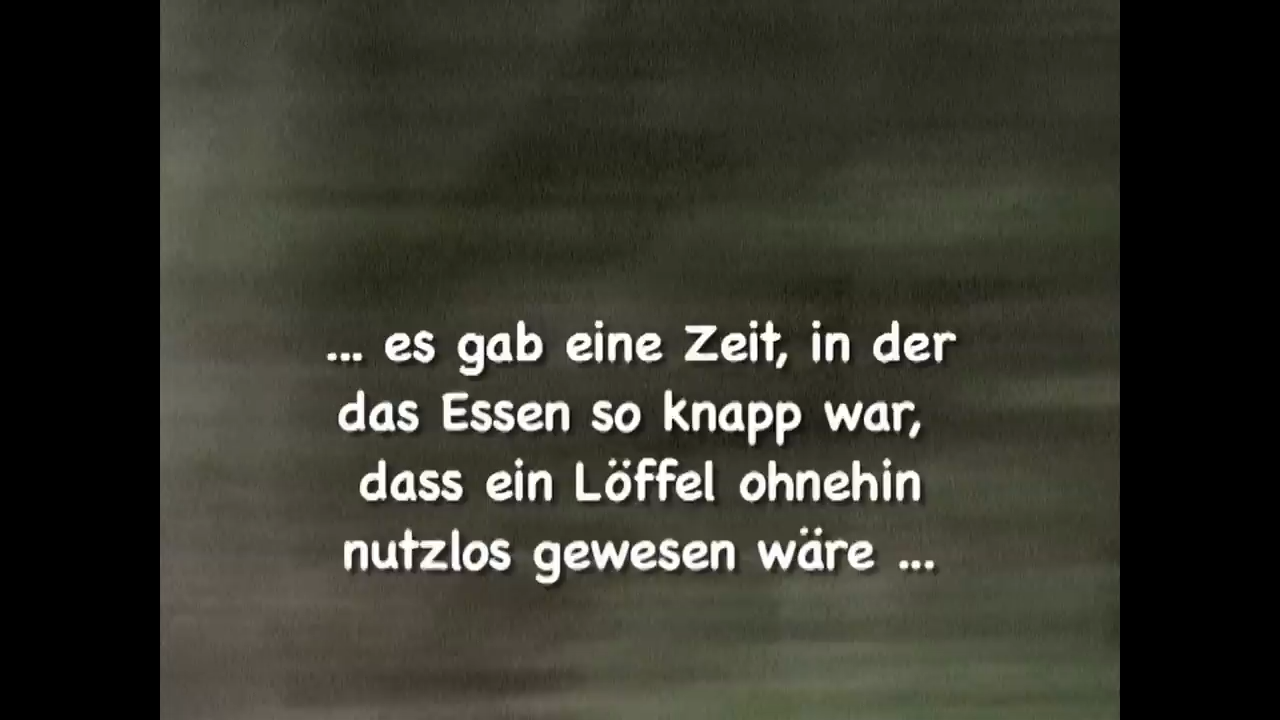 ... es gab eine Zeit, in der
das Essen so knapp war,
dass ein Löffel ohnehin
nutzlos gewesen wäre ...